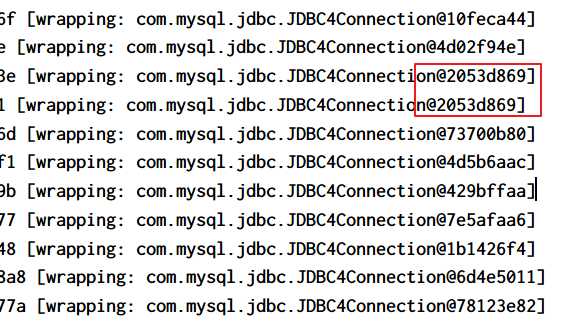 6f [wrapping: com.mysql.jdbc.JDBC4Connection@10feca44]
e [wrapping: com.mysql.jdbc.JDBC4Connection@4d02f94e]
8e [wrapping: com.mysql.jdbc.JDBC4Connection@2053d869]
1 [wrapping: com.mysql.jdbc.JDBC4Connection@2053d869]
6d [wrapping: com.mysql.jdbc.JDBC4Connection@73700b80]
f1 [wrapping: com.mysql.jdbc.JDBC4Connection@4d5b6aac]
9b [wrapping: com.mysql.jdbc.JDBC4Connection@429bffaa]
77 [wrapping: com.mysql.jdbc.JDBC4Connection@7e5afaa6]
48 [wrapping: com.mysql.jdbc.JDBC4Connection@1b1426f4]
8a8 [wrapping: com.mysql.jdbc.JDBC4Connection@6d4e5011]
77a [wrapping: com.mysql.jdbc.JDBC4Connection@78123e82]